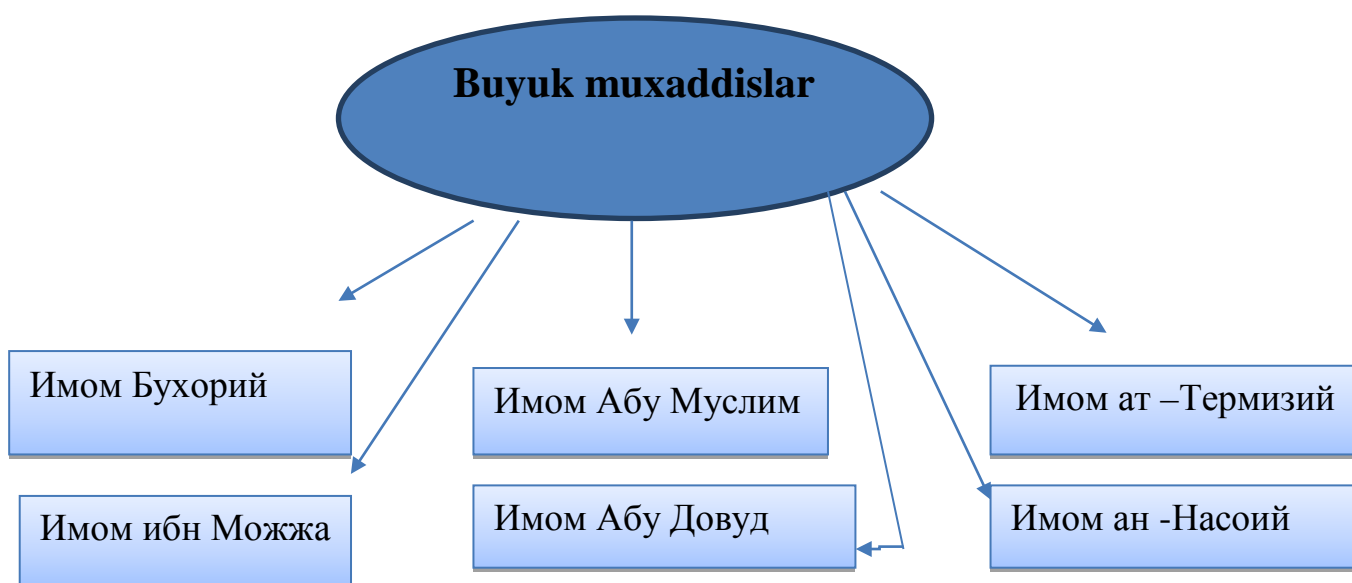 Buyuk muxaddislar
Имом Бухорий
Имом Абу Муслим
Имом ат –Термизий
Имом ибн Можжа
Имом Абу Довуд
Имом ан -Насоий